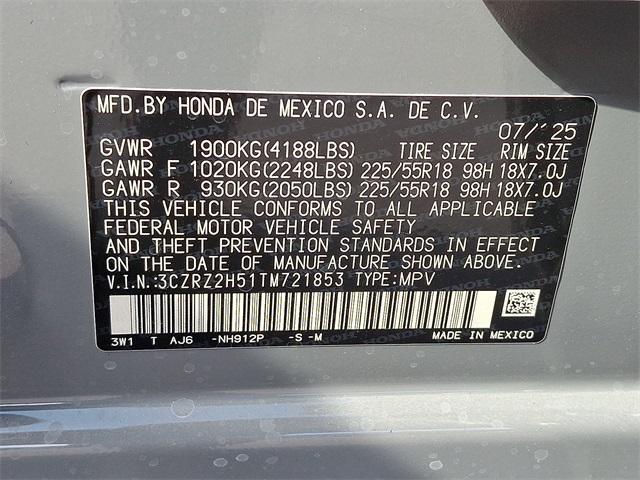 MFD. BY HONDA DE MEXICO S.A. DE C.V.
07/'25
GVWR 1900KG(4188LBS) TIRE SIZE RIM SIZE
GAWR F 1020KG(2248LBS) 225/55R18 98H 18X7.0J
GAWR R 930KG(2050LBS) 225/55R18 98H 18X7.0J
THIS VEHICLE CONFORMS TO ALL APPLICABLE
FEDERAL MOTOR VEHICLE SAFETY
AND THEFT PREVENTION STANDARDS IN EFFECT
ON THE DATE OF MANUFACTURE SHOWN ABOVE.
V.I.N.:3CZRZ2H51TM721853 TYPE:MPV
3W1 T AJ6 -NH912P -S -M MADE IN MEXICO